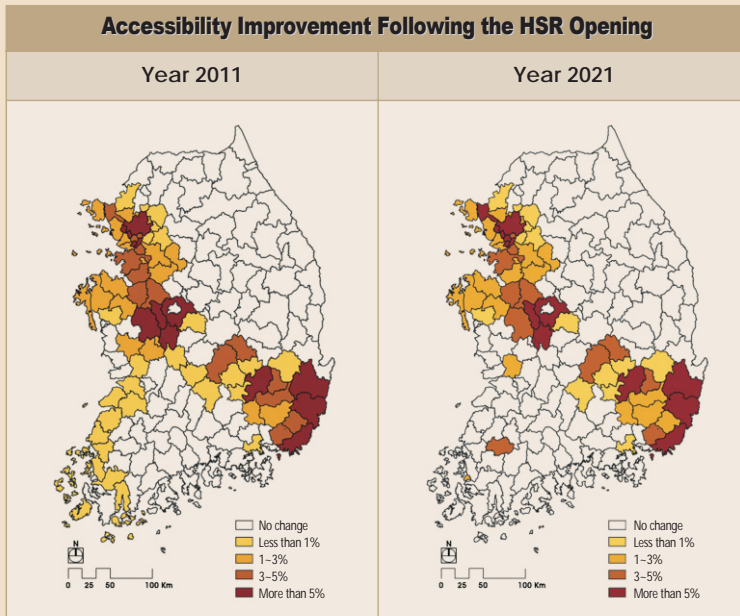 Accessibility Improvement Following the HSR Opening
Year 2011
Year 2021
No change
Less than 1%
1~3%
3~5%
More than 5%
0 25 50 100 Km
No change
Less than 1%
1~3%
3~5%
More than 5%
0 25 50 100 Km